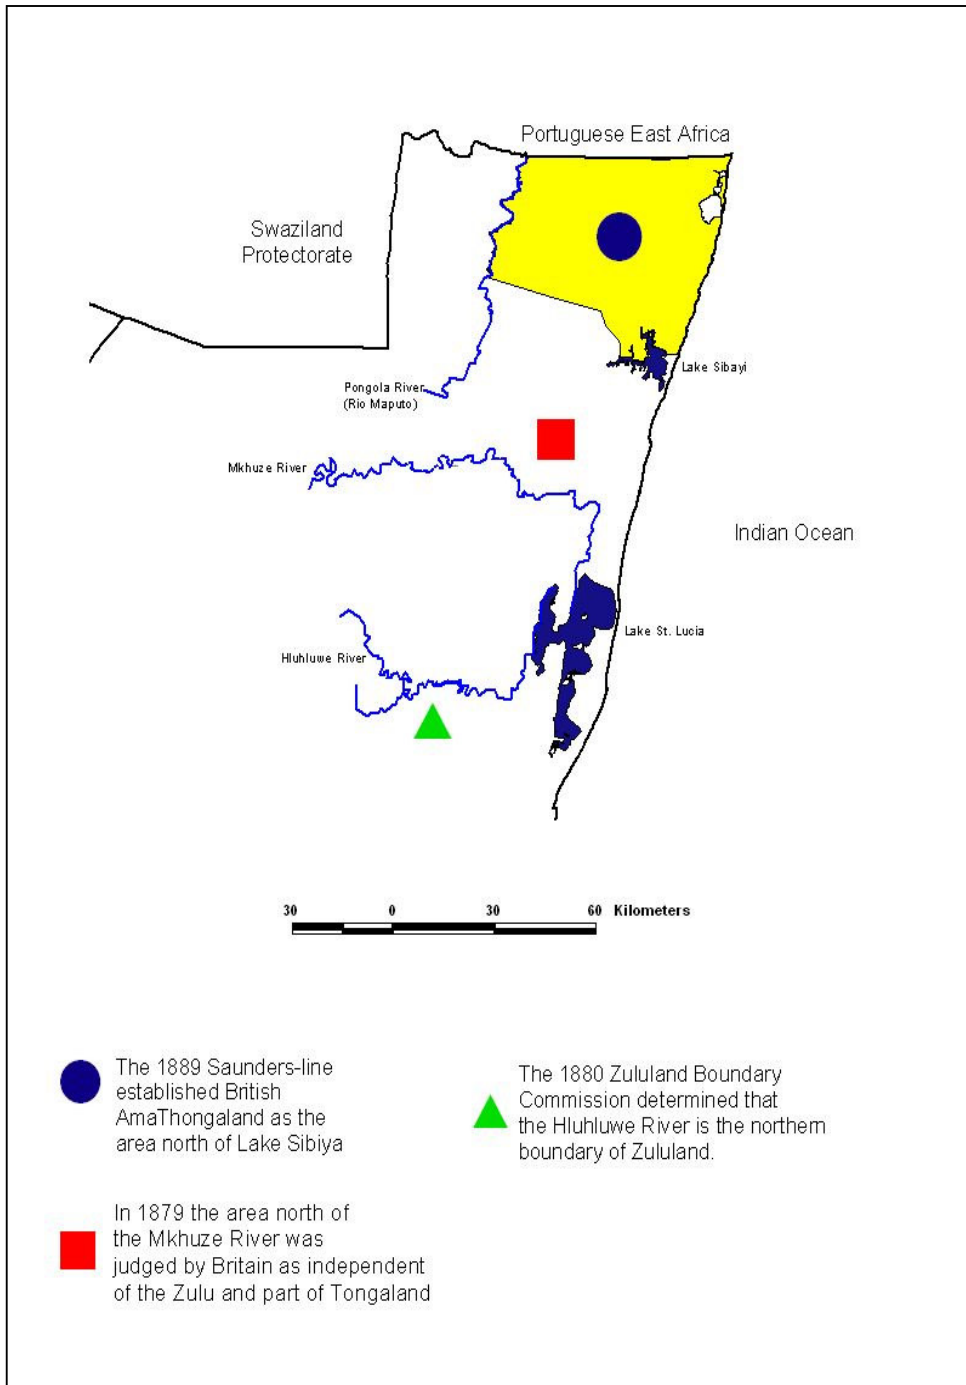 Portuguese East Africa
Swaziland
Protectorate
Lake Sibayi
Pongola River
(Rio Maputo)
Mkhuze River
Indian Ocean
Lake St. Lucia
Hluhluwe River
30 0 30 60 Kilometers
The 1889 Saunders-line
established British
AmaThongaland as the
area north of Lake Sibiya
The 1880 Zululand Boundary
Commission determined that
the Hluhluwe River is the northern
boundary of Zululand.
In 1879 the area north of
the Mkhuze River was
judged by Britain as independent
of the Zulu and part of Tongaland